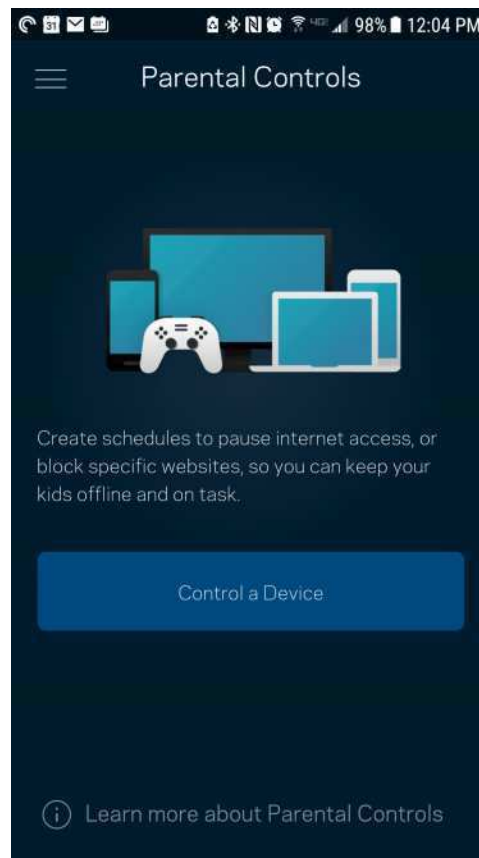 31 98% 12:04 PM
Parental Controls
Create schedules to pause internet access, or
block specific websites, so you can keep your
kids offline and on task.
Control a Device
i Learn more about Parental Controls